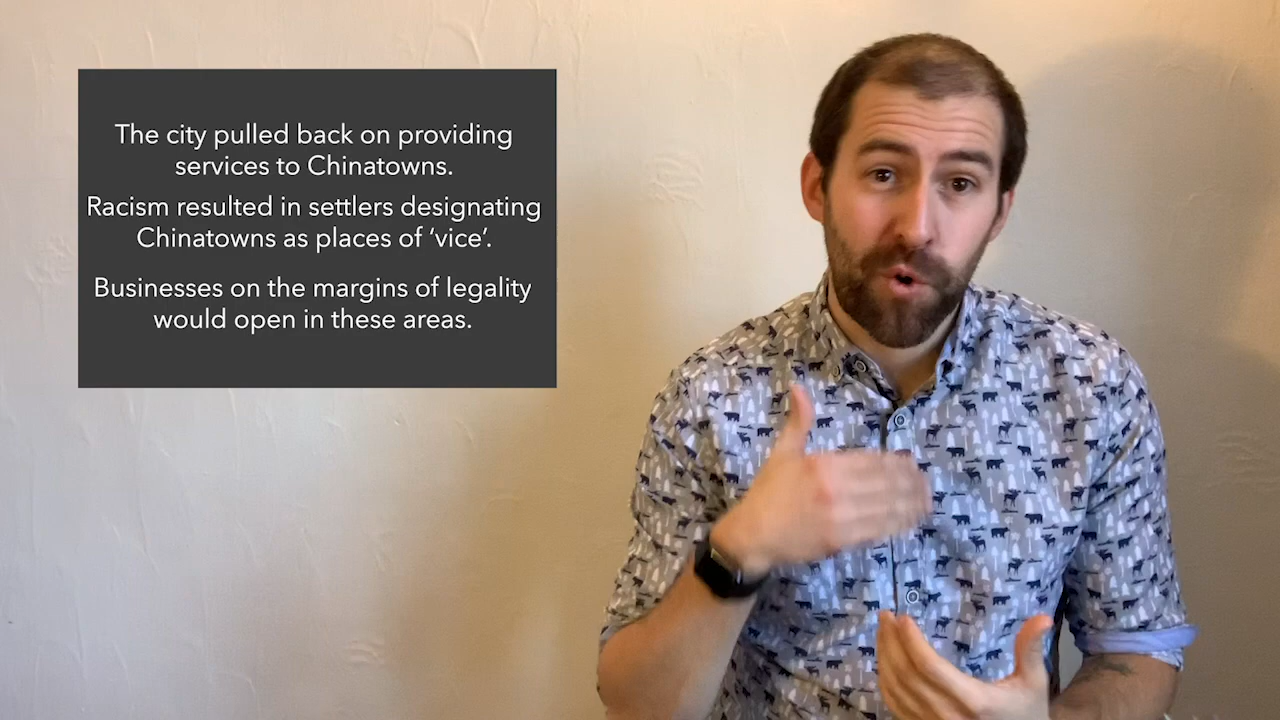 The city pulled back on providing
services to Chinatowns.
Racism resulted in settlers designating
Chinatowns as places of ‘vice’.
Businesses on the margins of legality
would open in these areas.